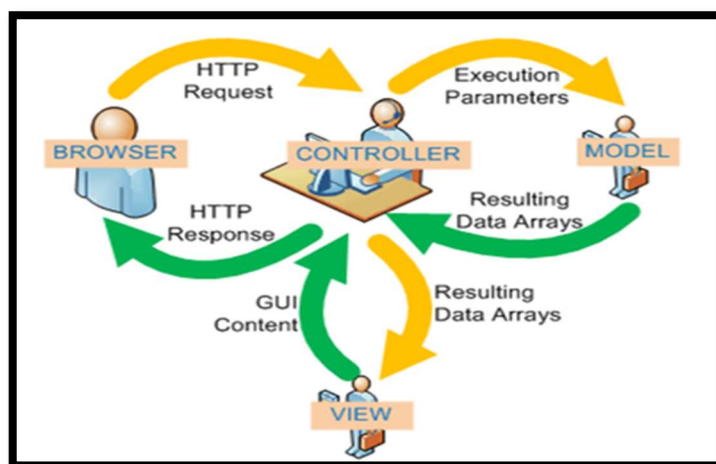 HTTP
Request
Execution
Parameters
BROWSER
CONTROLLER
MODEL
HTTP
Response
Resulting
Data Arrays
GUI
Content
Resulting
Data Arrays
VIEW